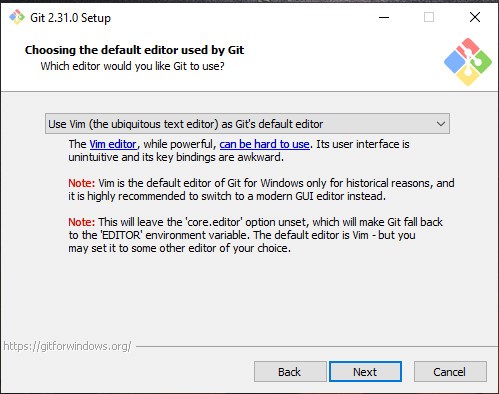 Git 2.31.0 Setup
Choosing the default editor used by Git
Which editor would you like Git to use?
Use Vim (the ubiquitous text editor) as Git's default editor
The Vim editor, while powerful, can be hard to use. Its user interface is
unintuitive and its key bindings are awkward.
Note: Vim is the default editor of Git for Windows only for historical reasons, and
it is highly recommended to switch to a modern GUI editor instead.
Note: This will leave the 'core.editor' option unset, which will make Git fall back
to the 'EDITOR' environment variable. The default editor is Vim - but you
may set it to some other editor of your choice.
https://gitforwindows.org/
Back
Next
Cancel